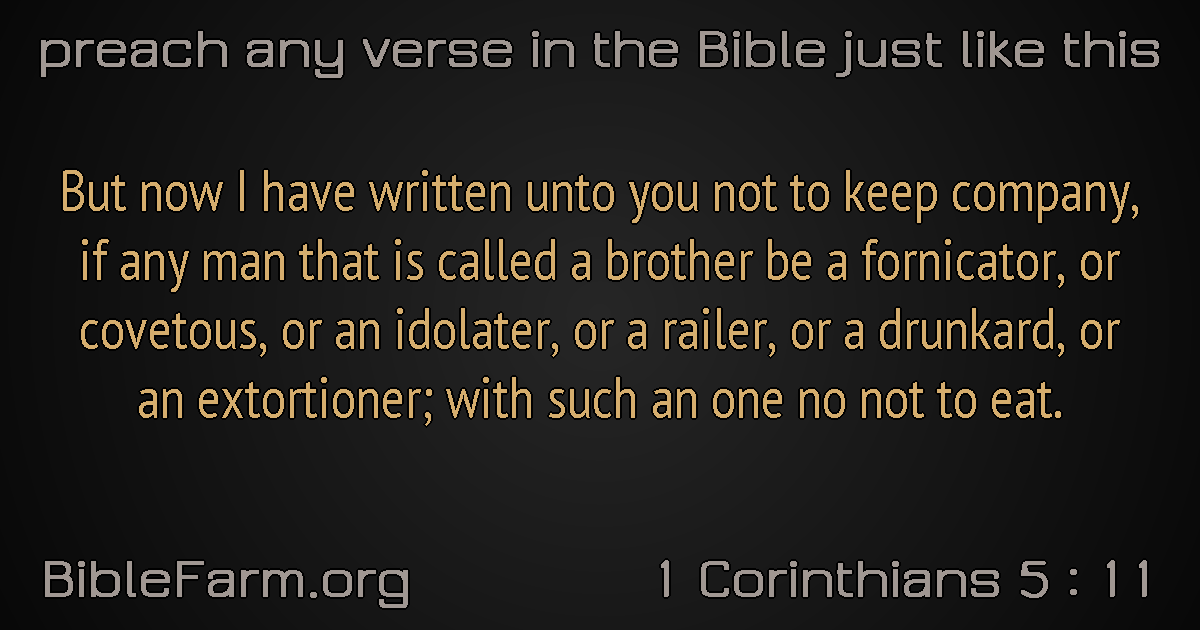 preach any verse in the Bible just like this
But now I have written unto you not to keep company,
if any man that is called a brother be a fornicator, or
covetous, or an idolater, or a railer, or a drunkard, or
an extortioner; with such an one no not to eat.
BibleFarm.org
1 Corinthians 5 : 11